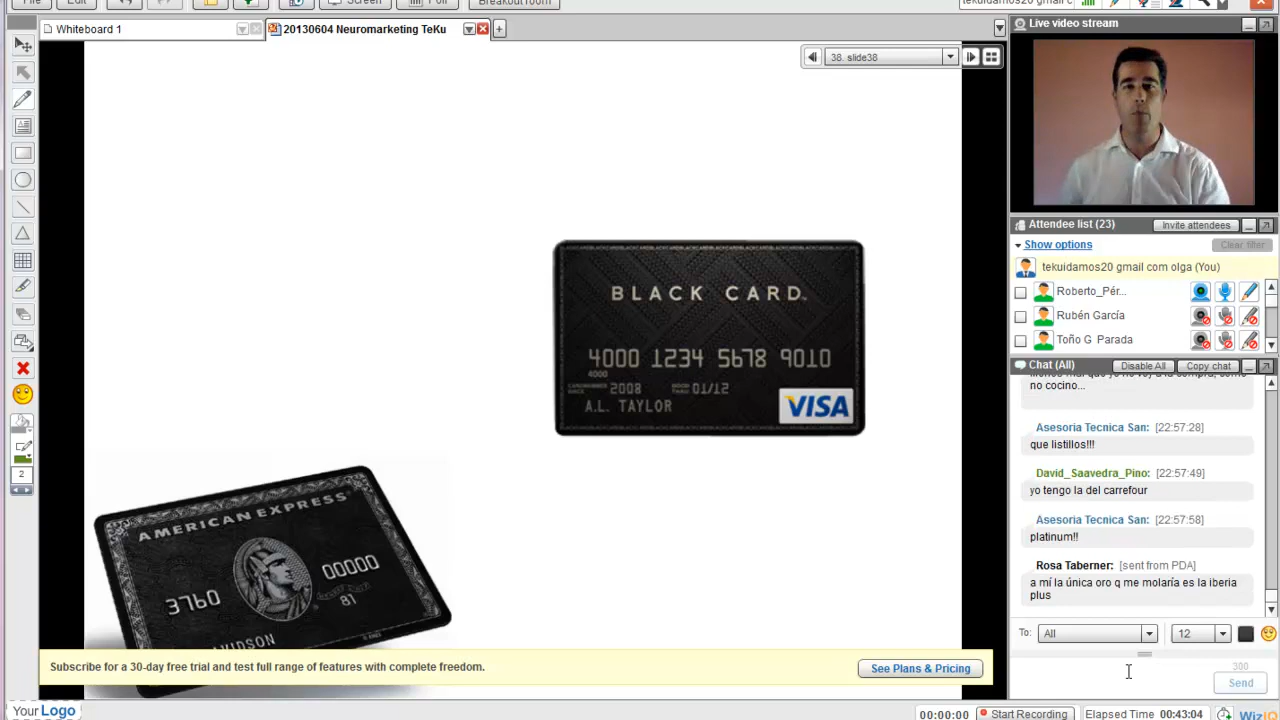 File
Edit
Screen
Poll
Breakout room
tekuidamos20 gmail c
Whiteboard 1
20130604 Neuromarketing TeKu
38. slide38
BLACK CARD
4000 1234 5678 9010
4000
2008
01/12
A.L. TAYLOR
VISA
AMERICAN EXPRESS
3760
00000
81
Subscribe for a 30-day free trial and test full range of features with complete freedom.
See Plans & Pricing
Live video stream
Attendee list (23)
Invite attendees
Show options
Clear filter
tekuidamos20 gmail com olga (You)
Roberto_Pér...
Rubén García
Toño G Parada
Chat (All)
Disable All
Copy chat
no cocino...
Asesoria Tecnica San: [22:57:28]
que listillos!!!
David_Saavedra_Pino: [22:57:49]
yo tengo la del carrefour
Asesoria Tecnica San: [22:57:58]
platinum!!
Rosa Taberner: [sent from PDA]
a mí la única oro q me molaría es la iberia
plus
To:
All
12
300
Send
2
Your Logo
00:00:00
Start Recording
Elapsed Time 00:43:04
WizIQ